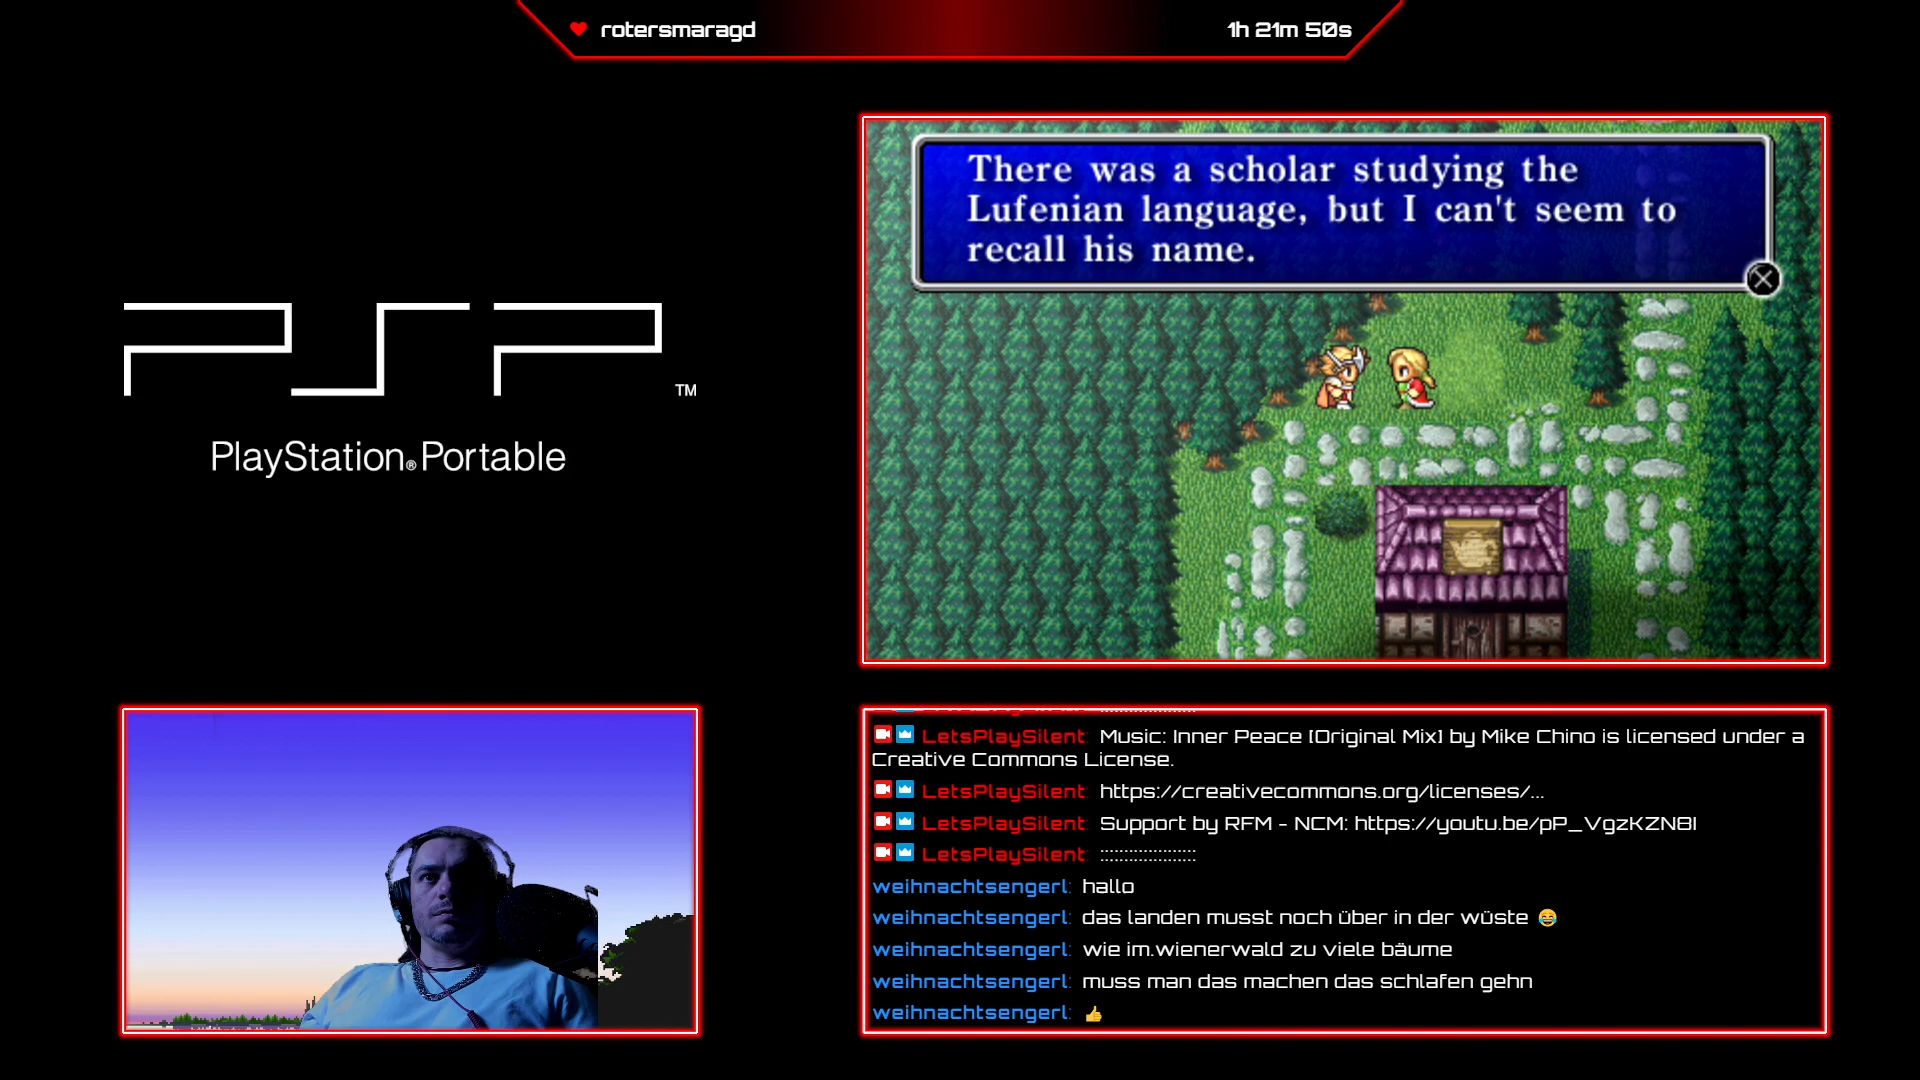 rotersmaragd
1h 21m 50s
There was a scholar studying the
Lufenian language, but I can't seem to
recall his name.
PSP
TM
PlayStation®Portable
LetsPlaySilent: Music: Inner Peace [Original Mix] by Mike Chino is licensed under a
Creative Commons License.
LetsPlaySilent: https://creativecommons.org/licenses/...
LetsPlaySilent: Support by RFM - NCM: https://youtu.be/pP_VgzKZN8I
LetsPlaySilent: ::::::::::::::::::::
weihnachtsengerl: hallo
weihnachtsengerl: das landen musst noch über in der wüste 😂
weihnachtsengerl: wie im.wienerwald zu viele bäume
weihnachtsengerl: muss man das machen das schlafen gehn
weihnachtsengerl: 👍